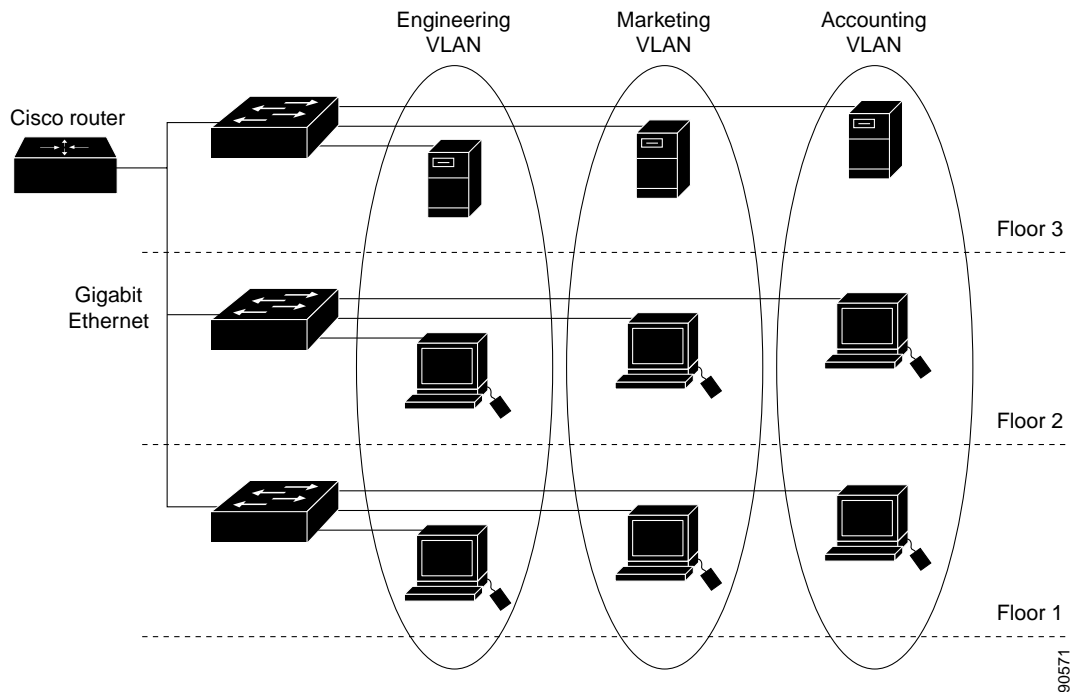 Engineering
VLAN
Marketing
VLAN
Accounting
VLAN
Cisco router
Floor 3
Gigabit
Ethernet
Floor 2
Floor 1
90571